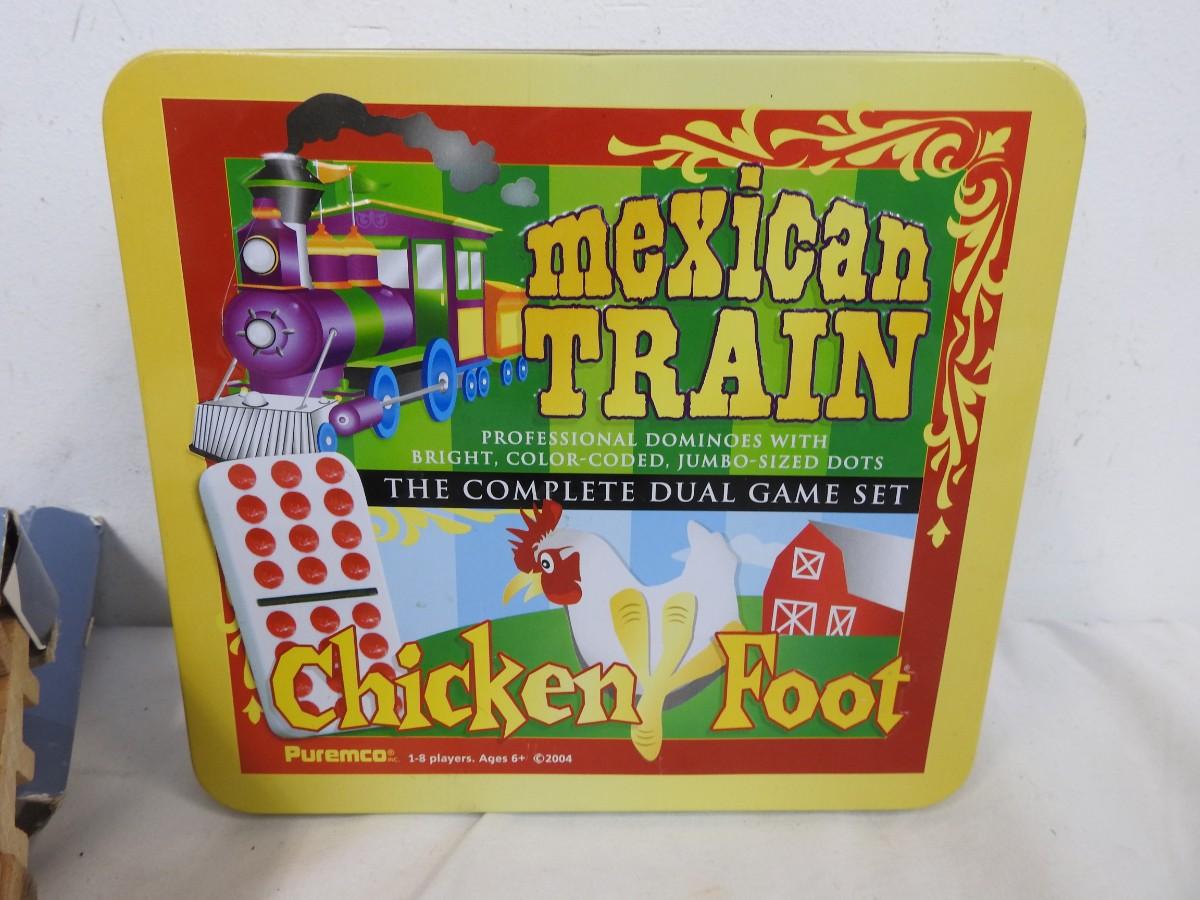 mexican
TRAIN
PROFESSIONAL DOMINOES WITH
BRIGHT, COLOR-CODED, JUMBO-SIZED DOTS
THE COMPLETE DUAL GAME SET
Chicken Foot
Puremco® INC. 1-8 players. Ages 6+ ©2004